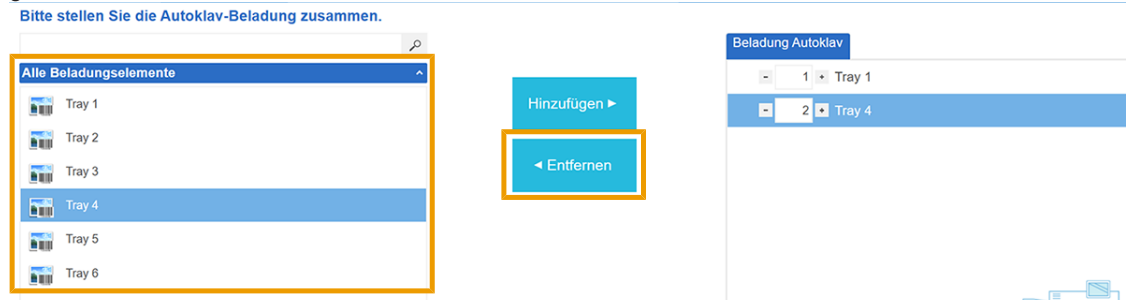 Bitte stellen Sie die Autoklav-Beladung zusammen.
Alle Beladungselemente
Tray 1
Tray 2
Tray 3
Tray 4
Tray 5
Tray 6
Hinzufügen ►
◄ Entfernen
Beladung Autoklav
- 1 + Tray 1
- 2 + Tray 4